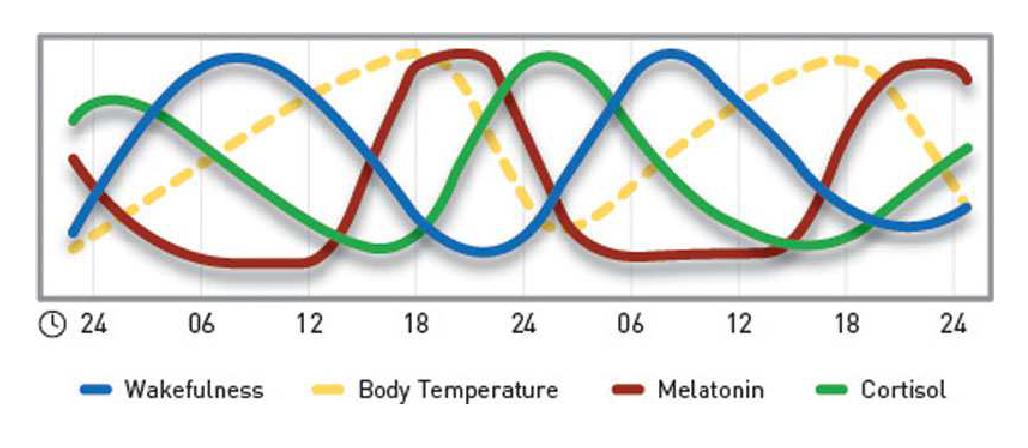 24 06 12 18 24 06 12 18 24
Wakefulness Body Temperature Melatonin Cortisol